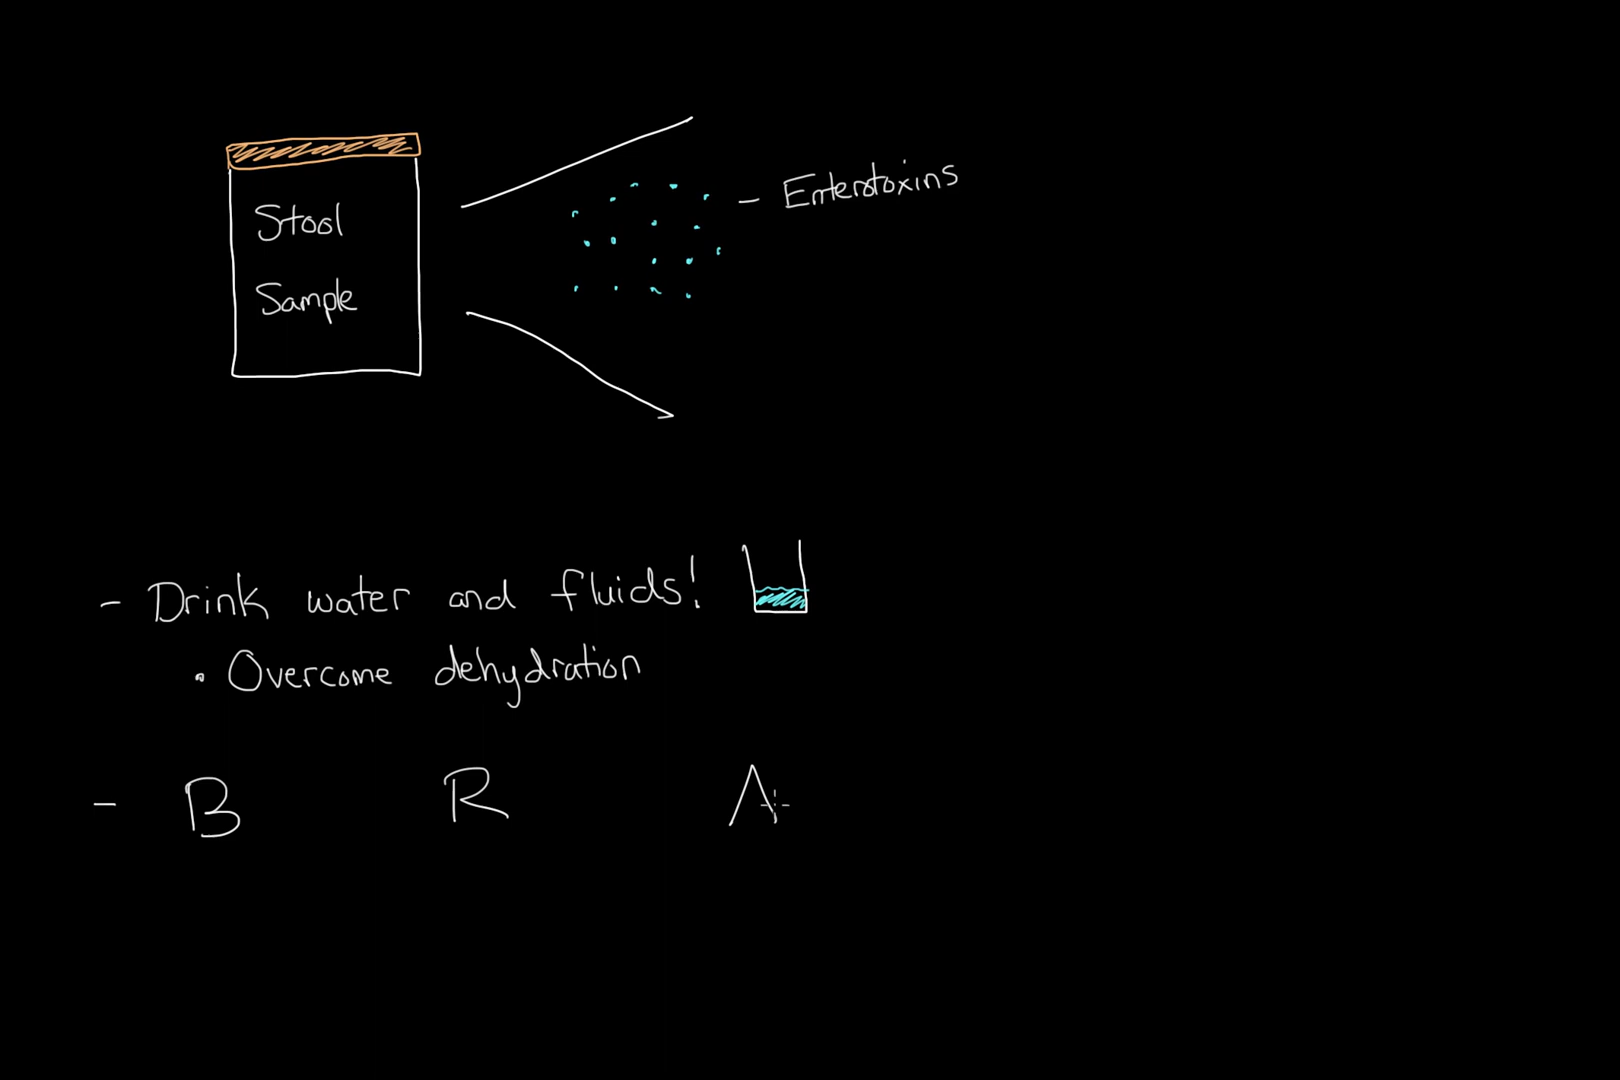 Stool
Sample
- Enterotoxins
- Drink water and fluids!
• Overcome dehydration
- B R A